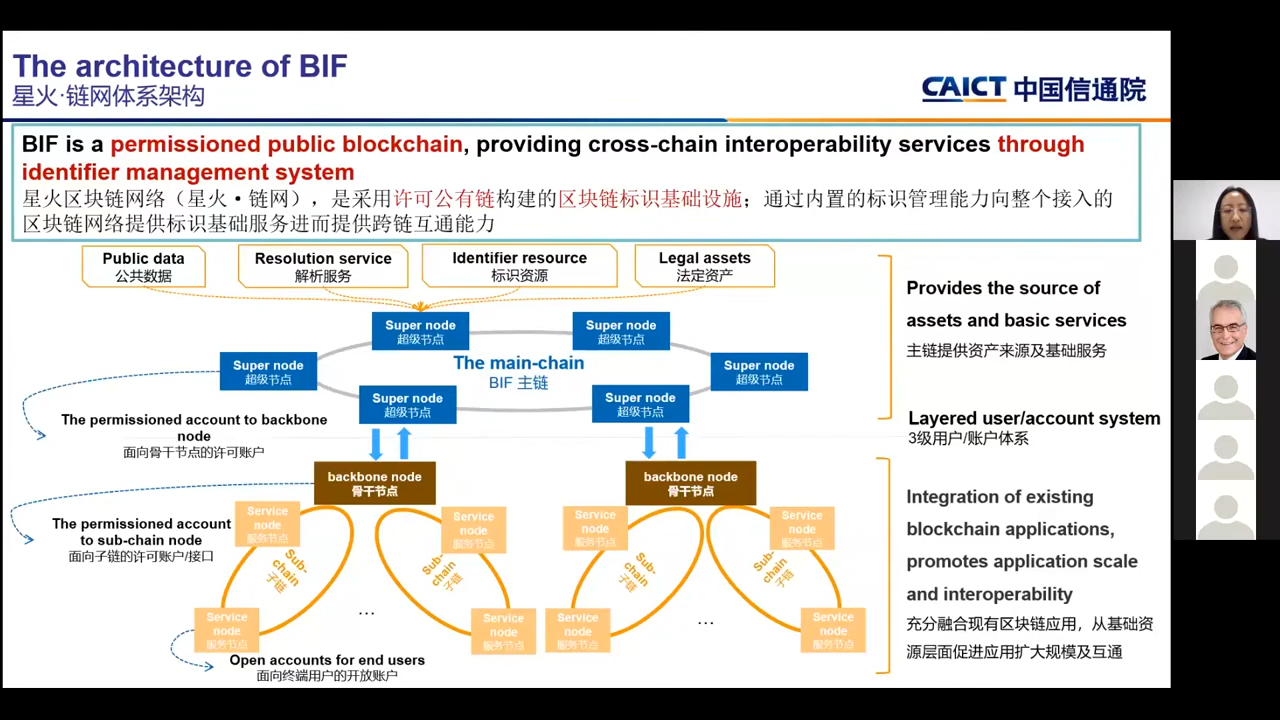 The architecture of BIF
星火·链网体系架构
CAICT 中国信通院
BIF is a permissioned public blockchain, providing cross-chain interoperability services through
identifier management system
星火区块链网络（星火·链网），是采用许可公有链构建的区块链标识基础设施；通过内置的标识管理能力向整个接入的
区块链网络提供标识基础服务进而提供跨链互通能力
Public data
公共数据
Resolution service
解析服务
Identifier resource
标识资源
Legal assets
法定资产
Provides the source of
assets and basic services
主链提供资产来源及基础服务
Super node
超级节点
Super node
超级节点
Super node
超级节点
The main-chain
BIF 主链
Super node
超级节点
Super node
超级节点
Super node
超级节点
The permissioned account to backbone
node
面向骨干节点的许可账户
Layered user/account system
3级用户/账户体系
backbone node
骨干节点
backbone node
骨干节点
The permissioned account
to sub-chain node
面向子链的许可账户/接口
Service
node
服务节点
Sub-
chain
子链
Service
node
服务节点
Sub-
chain
子链
Service
node
服务节点
Sub-
chain
子链
Service
node
服务节点
Sub-
chain
子链
Integration of existing
blockchain applications,
promotes application scale
and interoperability
充分融合现有区块链应用，从基础资
源层面促进应用扩大规模及互通
Service
node
服务节点
...
Service
node
服务节点
Service
node
服务节点
...
Service
node
服务节点
Open accounts for end users
面向终端用户的开放账户